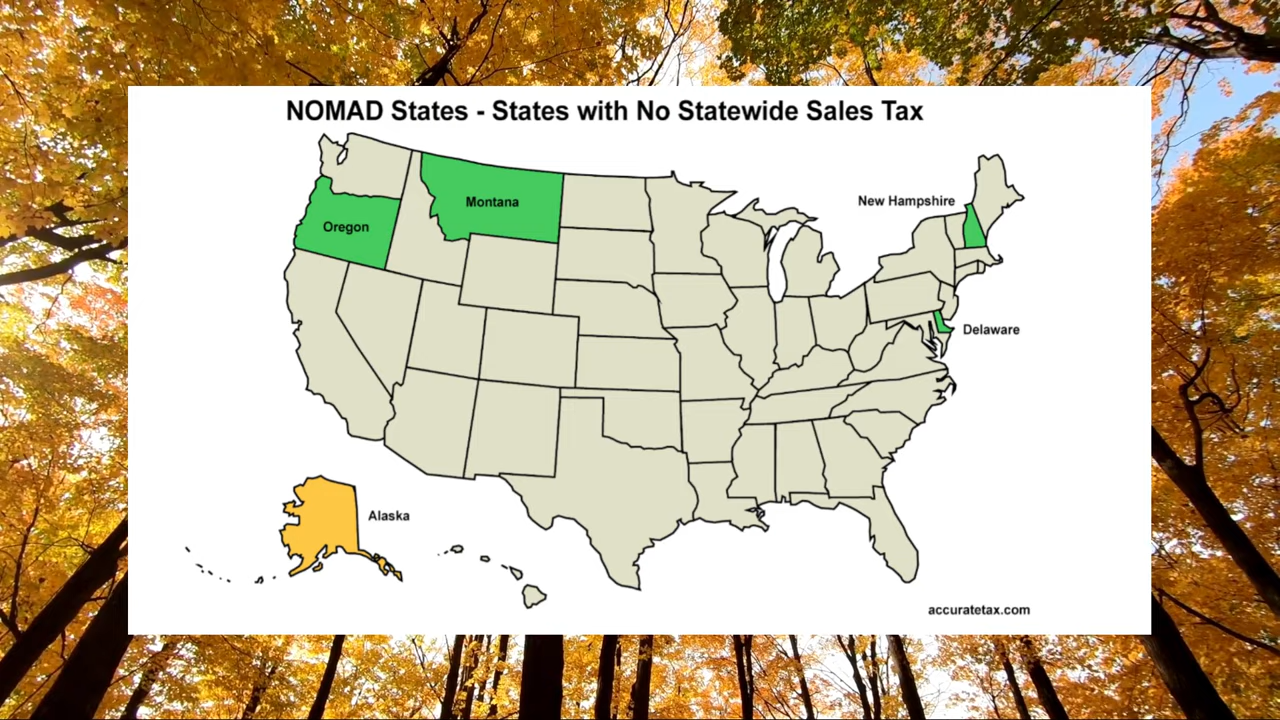 NOMAD States - States with No Statewide Sales Tax
Montana
New Hampshire
Oregon
Delaware
Alaska
accuratetax.com